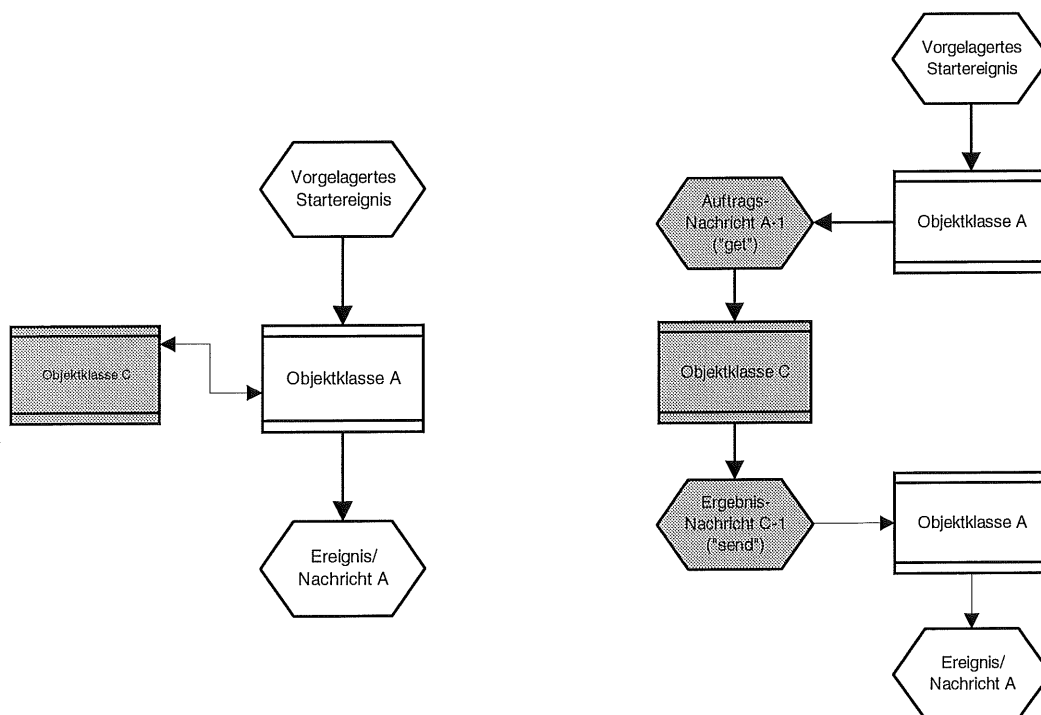 Vorgelagertes
Startereignis
Objektklasse C
Objektklasse A
Ereignis/
Nachricht A
Vorgelagertes
Startereignis
Auftrags-
Nachricht A-1
("get")
Objektklasse A
Objektklasse C
Ergebnis-
Nachricht C-1
("send")
Objektklasse A
Ereignis/
Nachricht A